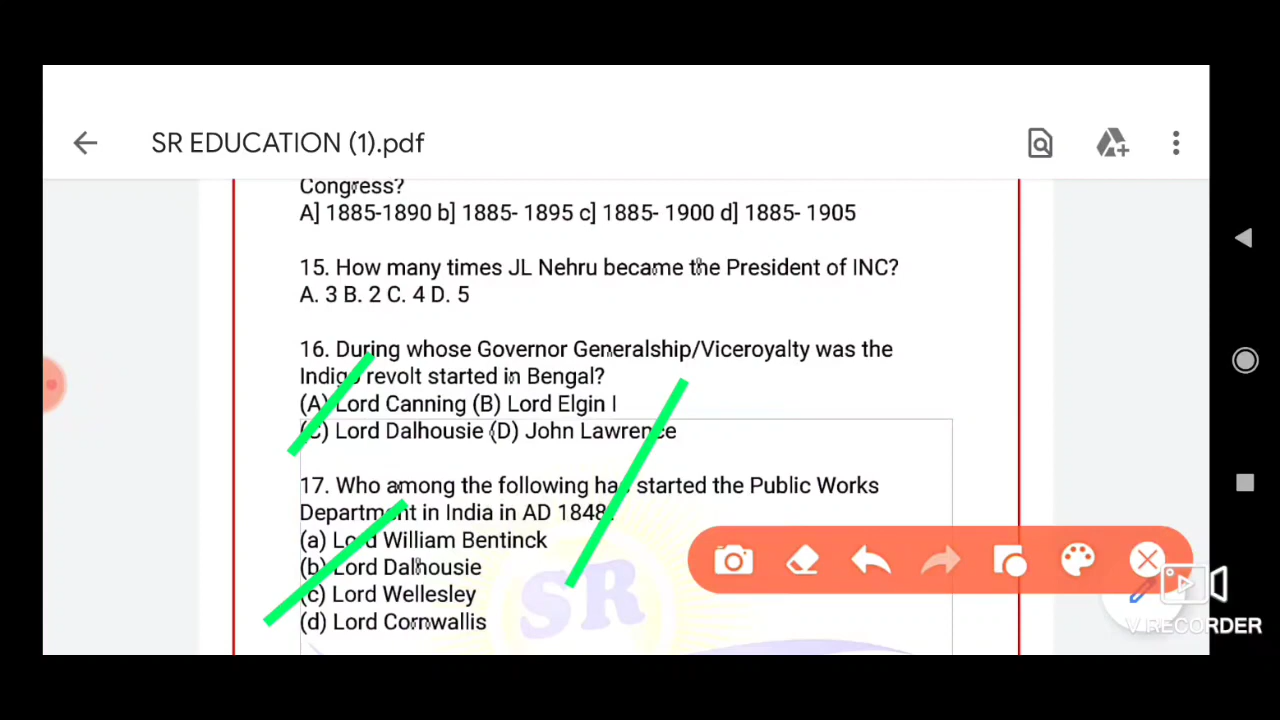 SR EDUCATION (1).pdf
Congress?
A] 1885-1890 b] 1885- 1895 c] 1885- 1900 d] 1885- 1905
15. How many times JL Nehru became the President of INC?
A. 3 B. 2 C. 4 D. 5
16. During whose Governor Generalship/Viceroyalty was the
Indigo revolt started in Bengal?
(A) Lord Canning (B) Lord Elgin I
(C) Lord Dalhousie (D) John Lawrence
17. Who among the following has started the Public Works
Department in India in AD 1848?
(a) Lord William Bentinck
(b) Lord Dalhousie
(c) Lord Wellesley
(d) Lord Cornwallis
SR
V RECORDER